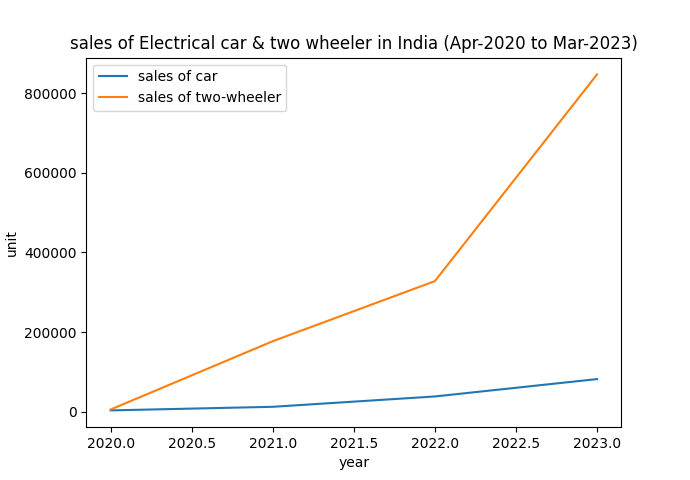 sales of Electrical car & two wheeler in India (Apr-2020 to Mar-2023)
sales of car
sales of two-wheeler
800000
600000
400000
200000
0
unit
2020.0 2020.5 2021.0 2021.5 2022.0 2022.5 2023.0
year